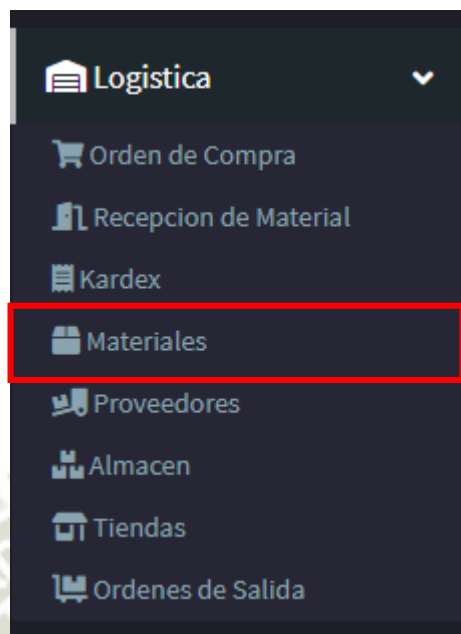 Logistica
Orden de Compra
Recepcion de Material
Kardex
Materiales
Proveedores
Almacen
Tiendas
Ordenes de Salida